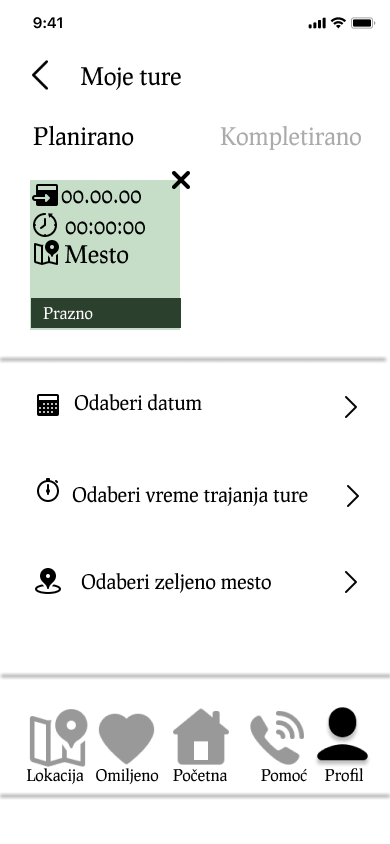 9:41
Moje ture
Planirano Kompletirano
00.00.00
00:00:00
Mesto
Prazno
Odaberi datum
Odaberi vreme trajanja ture
Odaberi zeljeno mesto
Lokacija Omiljeno Početna Pomoć Profil